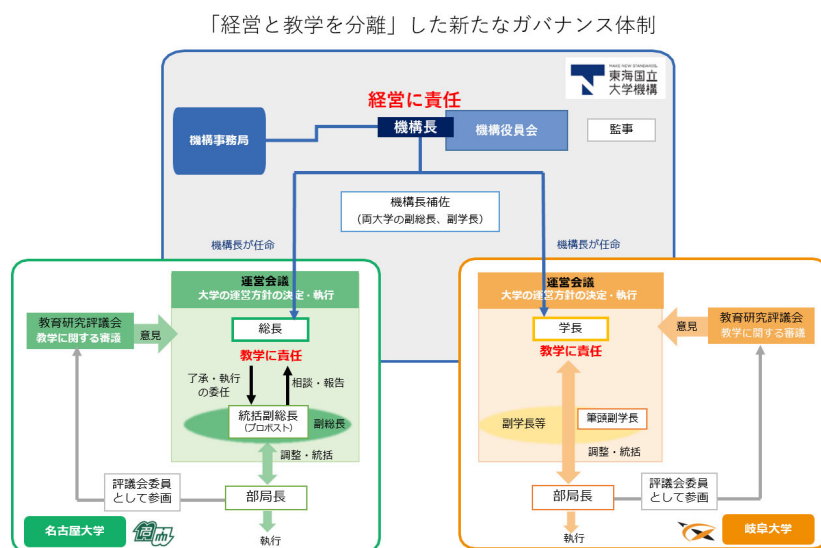 「経営と教学を分離」した新たなガバナンス体制
MAKE NEW STANDARDS.
東海国立
大学機構
経営に責任
機構事務局
機構長
機構役員会
監事
機構長補佐
（両大学の副総長、副学長）
機構長が任命
機構長が任命
運営会議
大学の運営方針の決定・執行
教育研究評議会
教学に関する審議
意見
総長
教学に責任
了承・執行
の委任
相談・報告
統括副総長
（プロボスト）
副総長
調整・統括
評議会委員
として参画
部局長
執行
名古屋大学
運営会議
大学の運営方針の決定・執行
学長
意見
教育研究評議会
教学に関する審議
教学に責任
副学長等
筆頭副学長
調整・統括
部局長
評議会委員
として参画
執行
岐阜大学